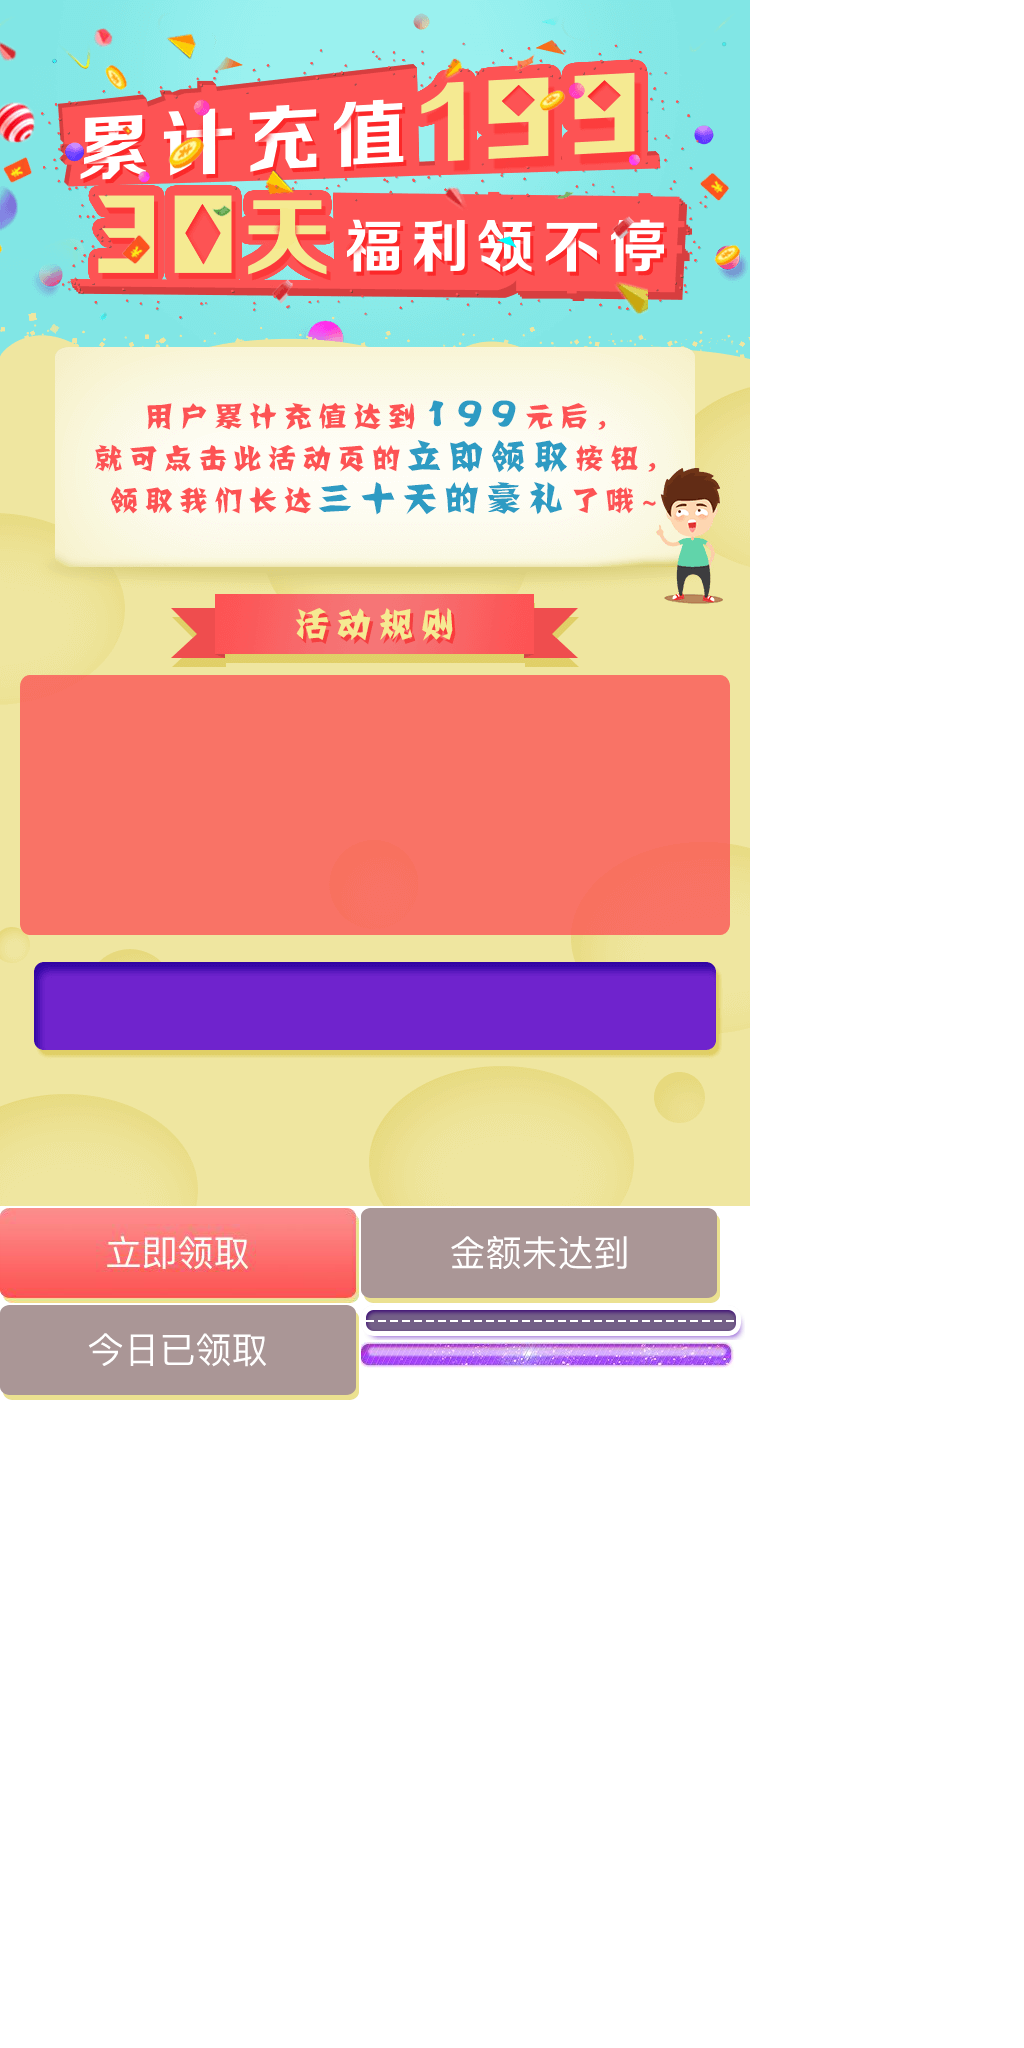 累计充值199
30天福利领不停
用户累计充值达到199元后，
就可点击此活动页的立即领取按钮，
领取我们长达三十天的豪礼了哦~
活动规则
立即领取
金额未达到
今日已领取